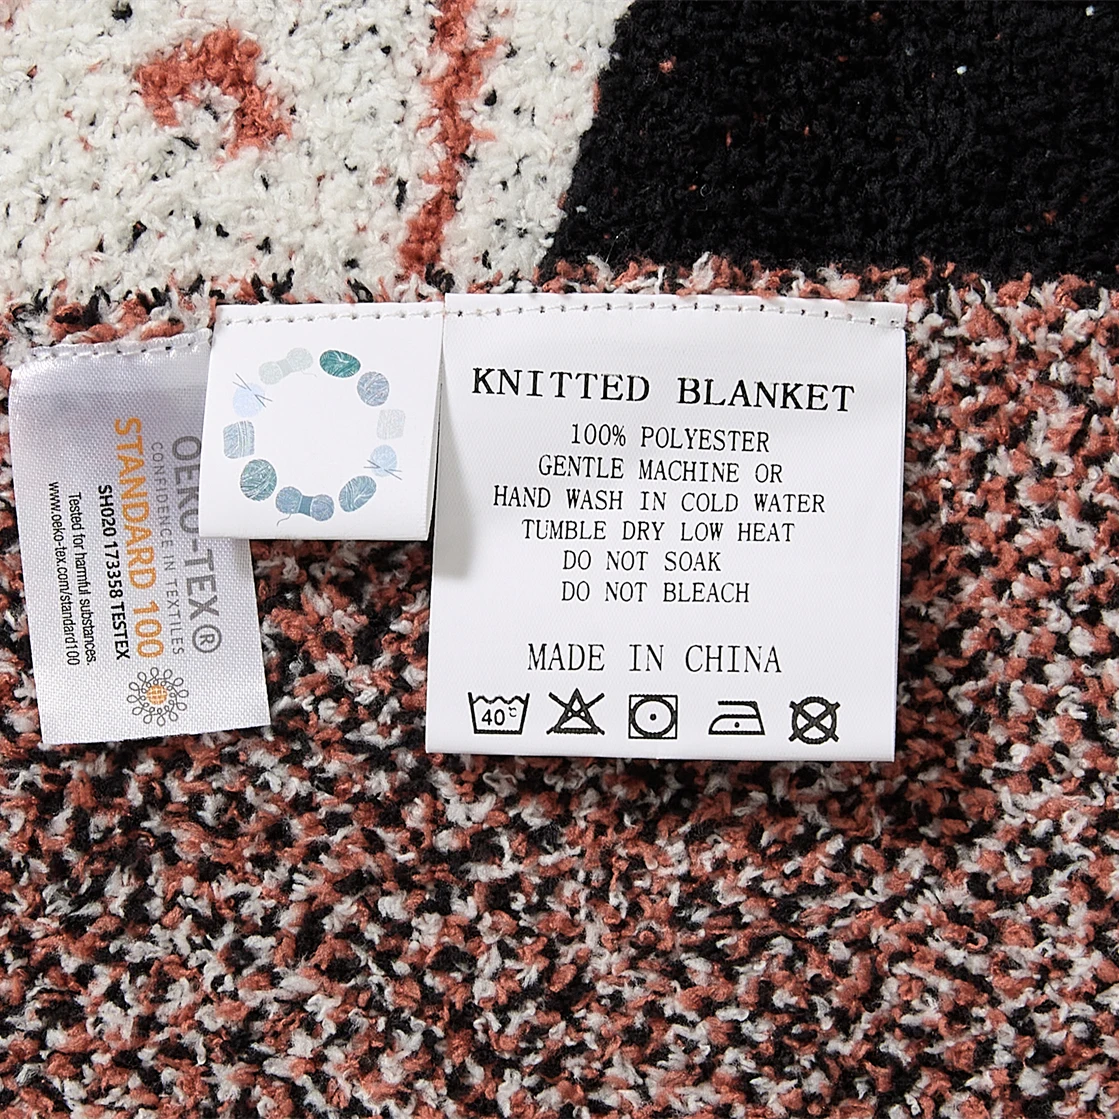 OEKO-TEX®
CONFIDENCE IN TEXTILES
STANDARD 100
SH020 173358 TESTEX
Tested for harmful substances.
www.oeko-tex.com/standard100
KNITTED BLANKET
100% POLYESTER
GENTLE MACHINE OR
HAND WASH IN COLD WATER
TUMBLE DRY LOW HEAT
DO NOT SOAK
DO NOT BLEACH
MADE IN CHINA
40℃